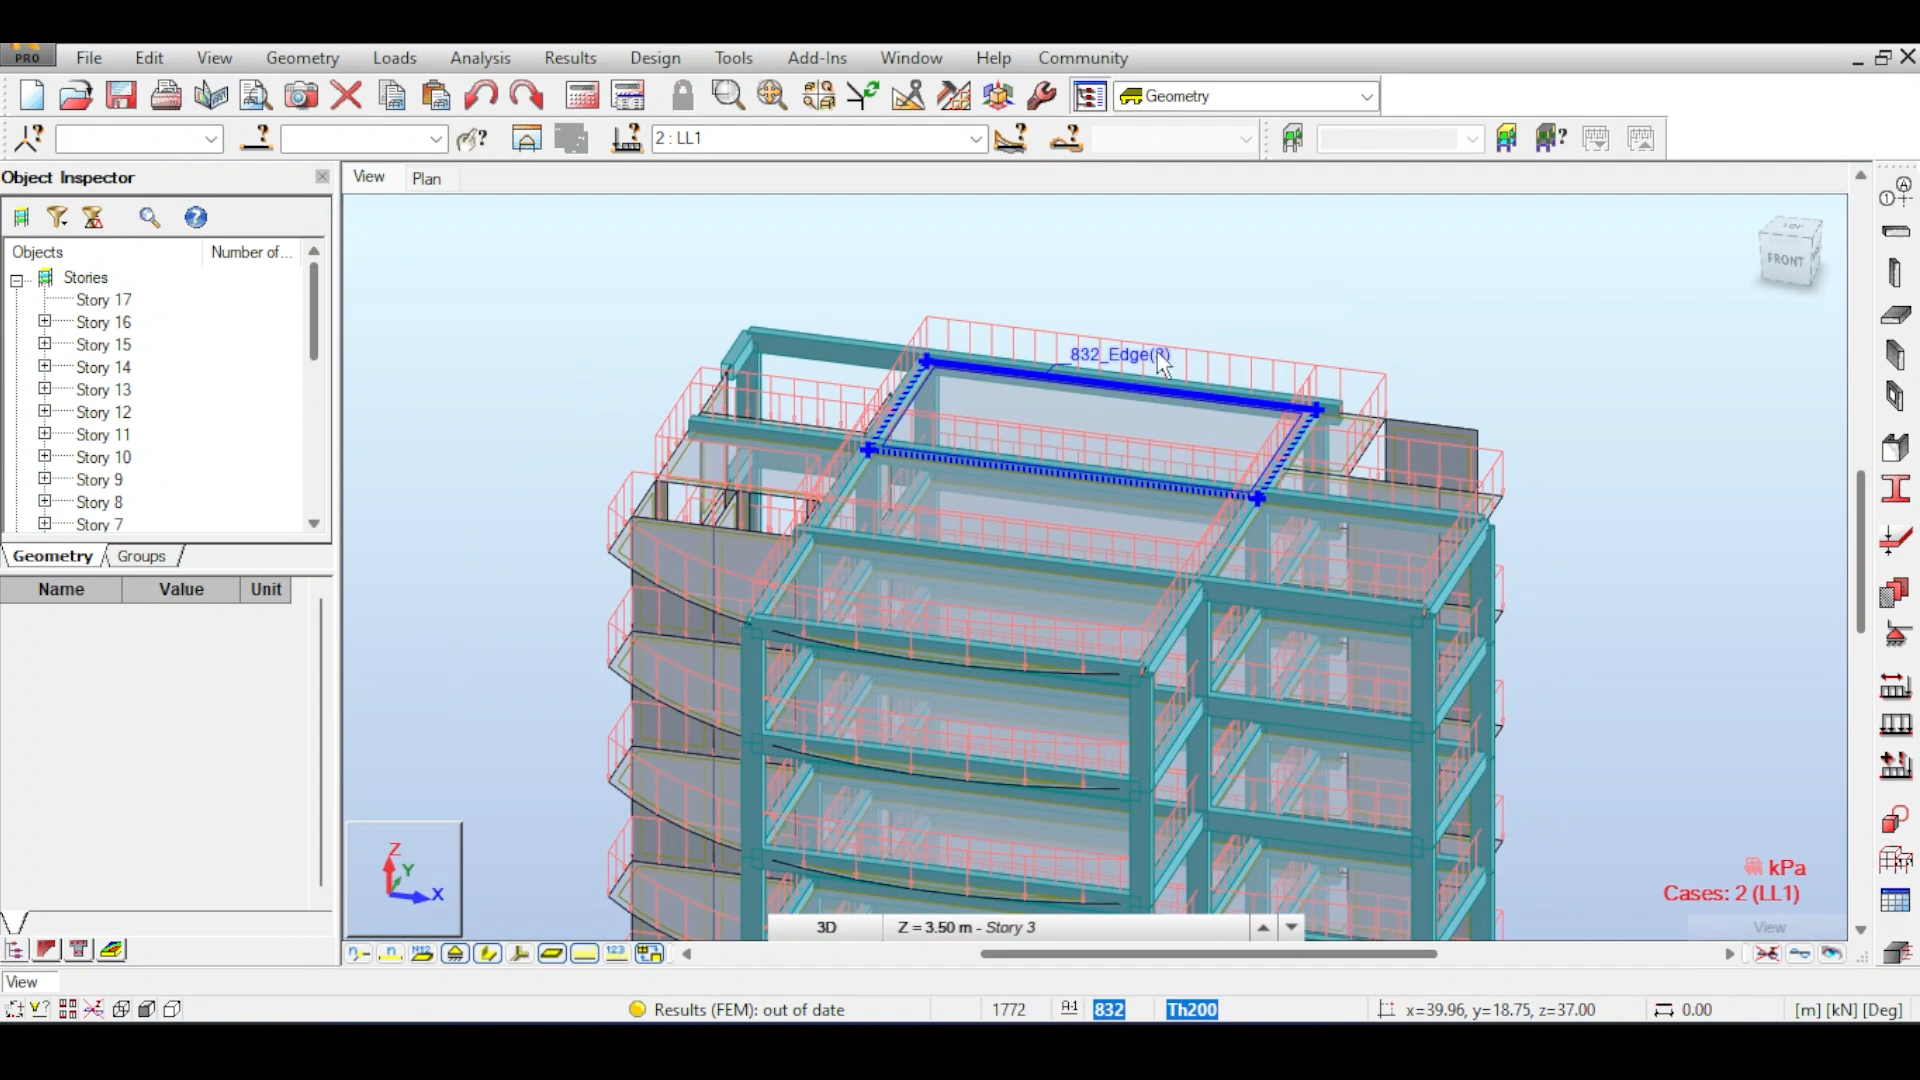 PRO File Edit View Geometry Loads Analysis Results Design Tools Add-Ins Window Help Community
Geometry
2 : LL1
Object Inspector
View Plan
Objects Number of...
Stories
Story 17
Story 16
Story 15
Story 14
Story 13
Story 12
Story 11
Story 10
Story 9
Story 8
Story 7
Geometry Groups
Name Value Unit
TOP
FRONT
832_Edge(3)
Z
Y
X
kPa
Cases: 2 (LL1)
3D Z = 3.50 m - Story 3
View
View
Results (FEM): out of date 1772 832 Th200 x=39.96, y=18.75, z=37.00 0.00 [m] [kN] [Deg]